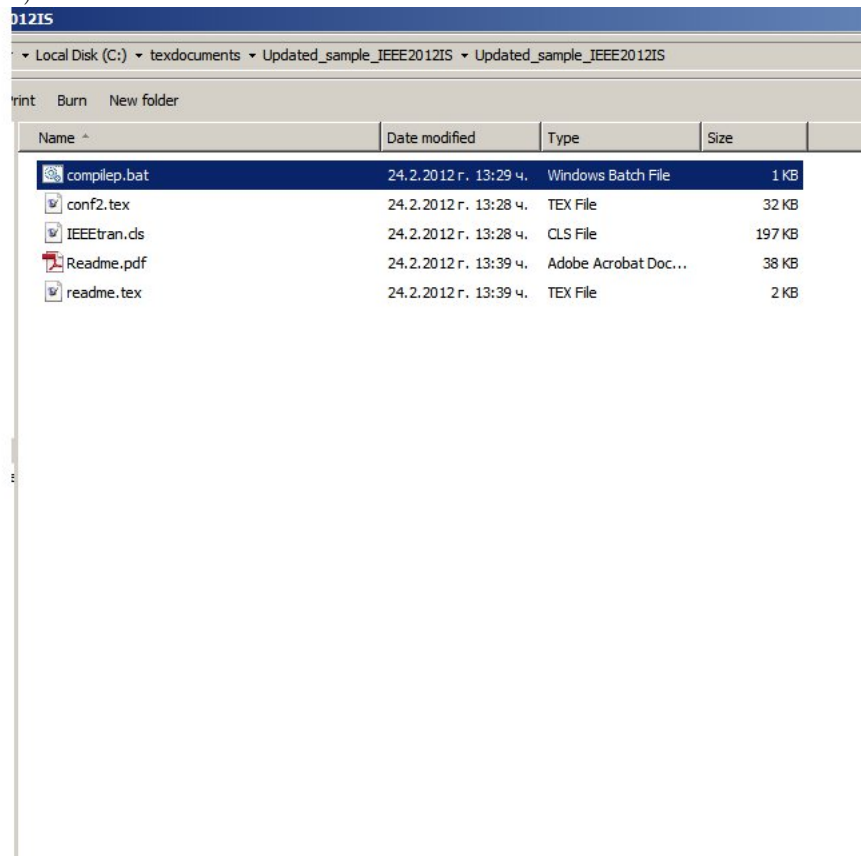 012IS
Local Disk (C:) texdocuments Updated_sample_IEEE2012IS Updated_sample_IEEE2012IS
Print Burn New folder
Name Date modified Type Size
compilep.bat 24.2.2012 г. 13:29 ч. Windows Batch File 1 KB
conf2.tex 24.2.2012 г. 13:28 ч. TEX File 32 KB
IEEEtran.cls 24.2.2012 г. 13:28 ч. CLS File 197 KB
Readme.pdf 24.2.2012 г. 13:39 ч. Adobe Acrobat Doc... 38 KB
readme.tex 24.2.2012 г. 13:39 ч. TEX File 2 KB